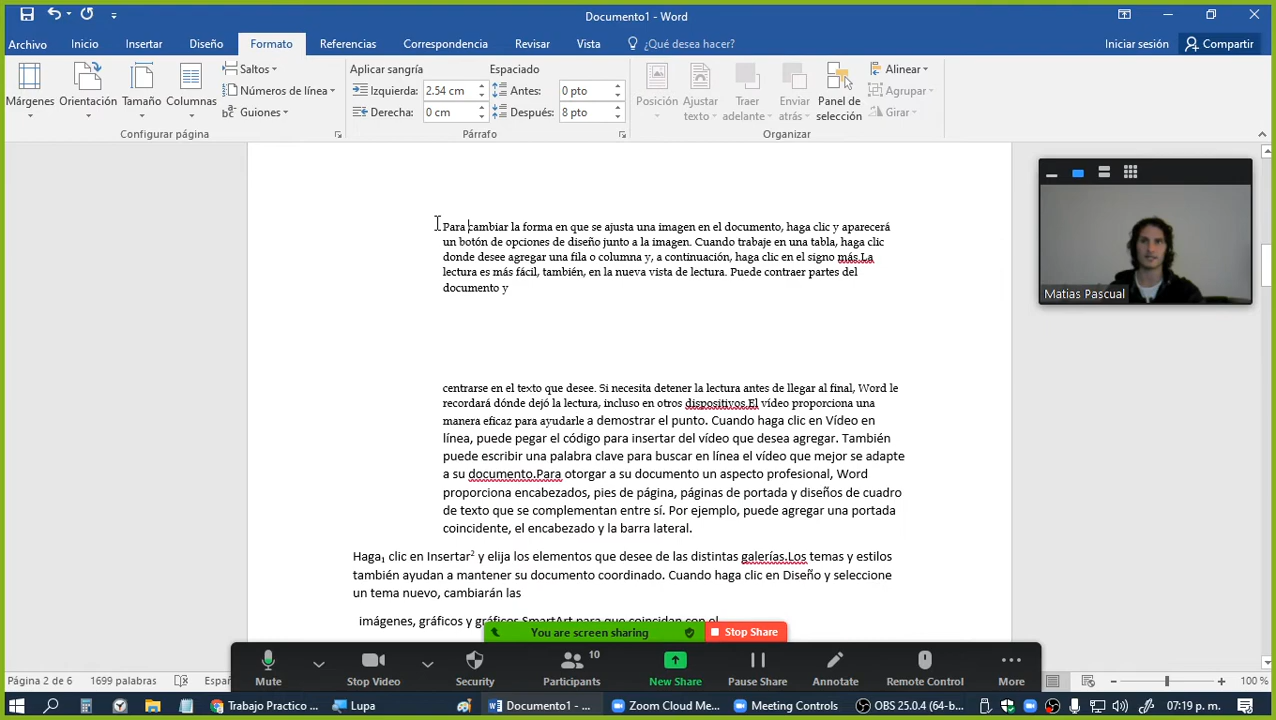 Documento1 - Word
Archivo Inicio Insertar Diseño Formato Referencias Correspondencia Revisar Vista ¿Qué desea hacer? Iniciar sesión Compartir
Márgenes Orientación Tamaño Columnas
Saltos
Números de línea
Guiones
Configurar página
Aplicar sangría Espaciado
Izquierda: 2.54 cm Antes: 0 pto
Derecha: 0 cm Después: 8 pto
Párrafo
Posición Ajustar texto Traer adelante Enviar atrás Panel de selección
Alinear
Agrupar
Girar
Organizar
Para cambiar la forma en que se ajusta una imagen en el documento, haga clic y aparecerá
un botón de opciones de diseño junto a la imagen. Cuando trabaje en una tabla, haga clic
donde desee agregar una fila o columna y, a continuación, haga clic en el signo más.La
lectura es más fácil, también, en la nueva vista de lectura. Puede contraer partes del
documento y
Matias Pascual
centrarse en el texto que desee. Si necesita detener la lectura antes de llegar al final, Word le
recordará dónde dejó la lectura, incluso en otros dispositivos.El vídeo proporciona una
manera eficaz para ayudarle a demostrar el punto. Cuando haga clic en Vídeo en
línea, puede pegar el código para insertar del vídeo que desea agregar. También
puede escribir una palabra clave para buscar en línea el vídeo que mejor se adapte
a su documento.Para otorgar a su documento un aspecto profesional, Word
proporciona encabezados, pies de página, páginas de portada y diseños de cuadro
de texto que se complementan entre sí. Por ejemplo, puede agregar una portada
coincidente, el encabezado y la barra lateral.
Haga₁ clic en Insertar² y elija los elementos que desee de las distintas galerías.Los temas y estilos
también ayudan a mantener su documento coordinado. Cuando haga clic en Diseño y seleccione
un tema nuevo, cambiarán las
imágenes, gráficos y gráficos SmartArt para que coincidan con el
You are screen sharing Stop Share
Mute Stop Video Security Participants 10 New Share Pause Share Annotate Remote Control More
Página 2 de 6 1699 palabras Españ 100 %
Trabajo Practico ... Lupa Documento1 - ... Zoom Cloud Me... Meeting Controls OBS 25.0.4 (64-b... 07:19 p. m.